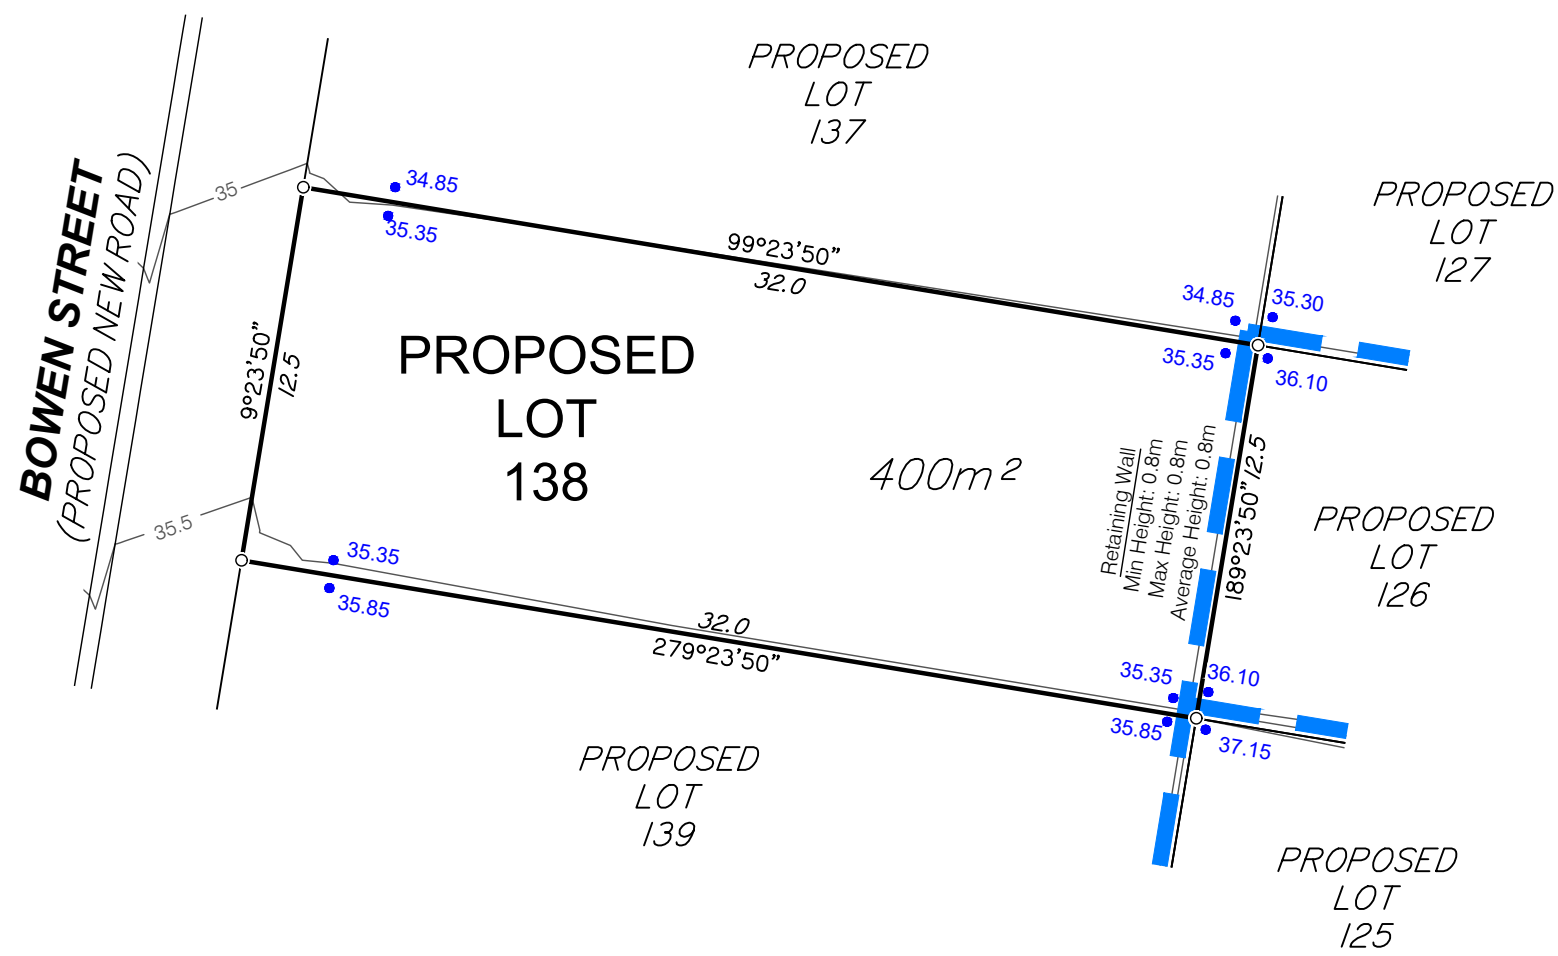 PROPOSED
LOT
137
PROPOSED
LOT
127
BOWEN STREET
(PROPOSED NEW ROAD)
35
35.5
34.85
35.35
99°23'50"
32.0
34.85
35.30
35.35
36.10
9°23'50"
12.5
PROPOSED
LOT
138
400m²
Retaining Wall
Min Height: 0.8m
Max Height: 0.8m
Average Height: 0.8m
189°23'50" 12.5
PROPOSED
LOT
126
35.35
35.85
32.0
279°23'50"
35.35
36.10
35.85
37.15
PROPOSED
LOT
139
PROPOSED
LOT
125